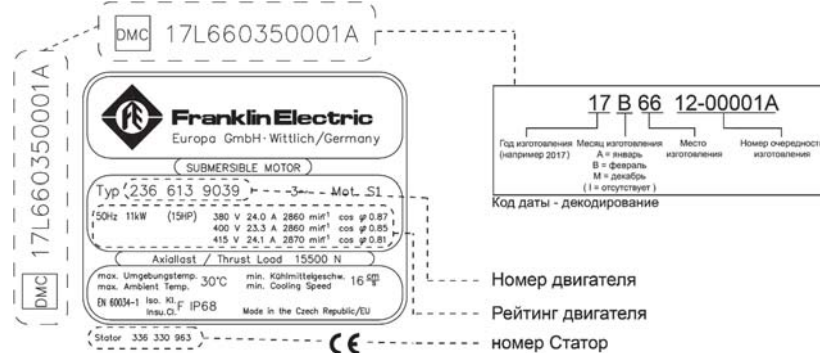 DMC 17L660350001A
DMC 17L660350001A
FE Franklin Electric
Europa GmbH·Wittlich/Germany
SUBMERSIBLE MOTOR
Typ 236 613 9039 3~ Mot. S1
50Hz 11kW (15HP) 380 V 24.0 A 2860 min⁻¹ cos φ 0.87
400 V 23.3 A 2860 min⁻¹ cos φ 0.85
415 V 24.1 A 2870 min⁻¹ cos φ 0.81
Axiallast / Thrust Load 15500 N
max. Umgebungstemp. 30°C min. Kühlmittelgeschw. 16 cm/s
max. Ambient Temp. min. Cooling Speed
EN 60034-1 Iso. Kl. F IP68 Made in the Czech Republic/EU
Insu.Cl.
Stator 336 330 963
CE
17 B 66 12-00001A
Год изготовления Месяц изготовления Место Номер очередности
(например 2017) A = январь изготовления изготовления
B = февраль
M = декабрь
( I = отсутствует )
Код даты - декодирование
Номер двигателя
Рейтинг двигателя
номер Статор